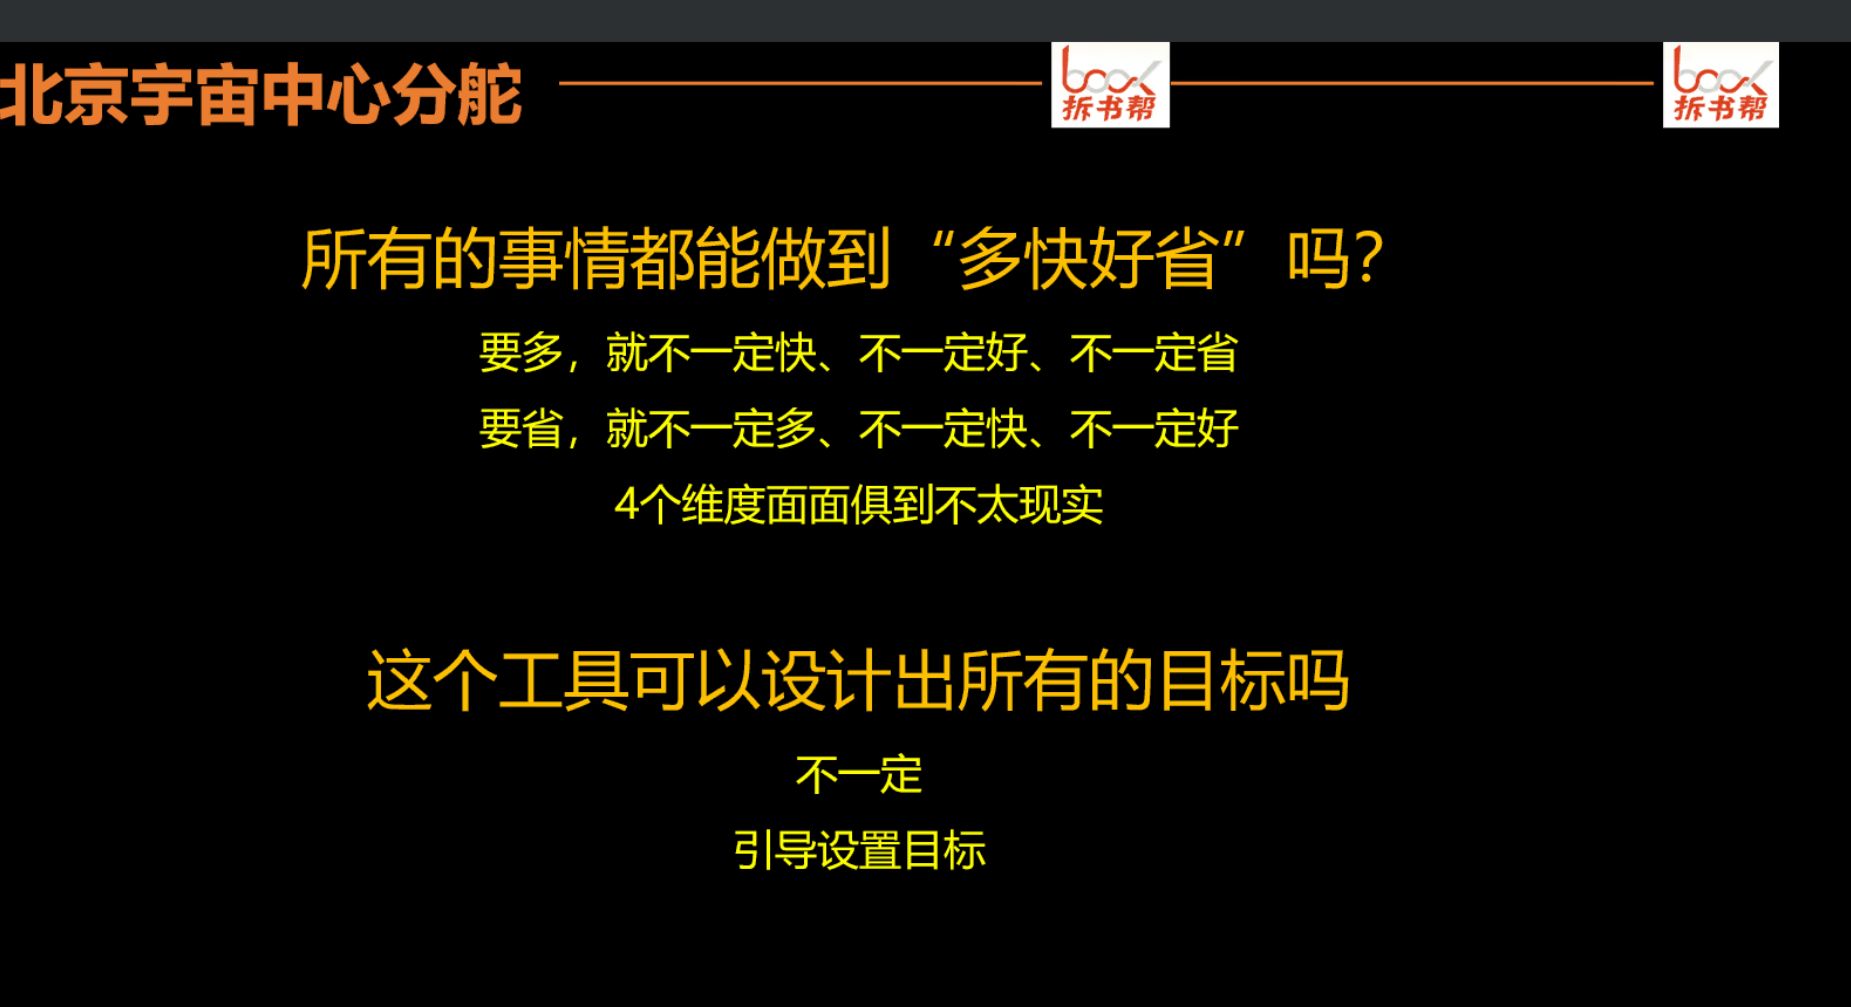 北京宇宙中心分舵
book
拆书帮
book
拆书帮
所有的事情都能做到“多快好省”吗?
要多，就不一定快、不一定好、不一定省
要省，就不一定多、不一定快、不一定好
4个维度面面俱到不太现实
这个工具可以设计出所有的目标吗
不一定
引导设置目标